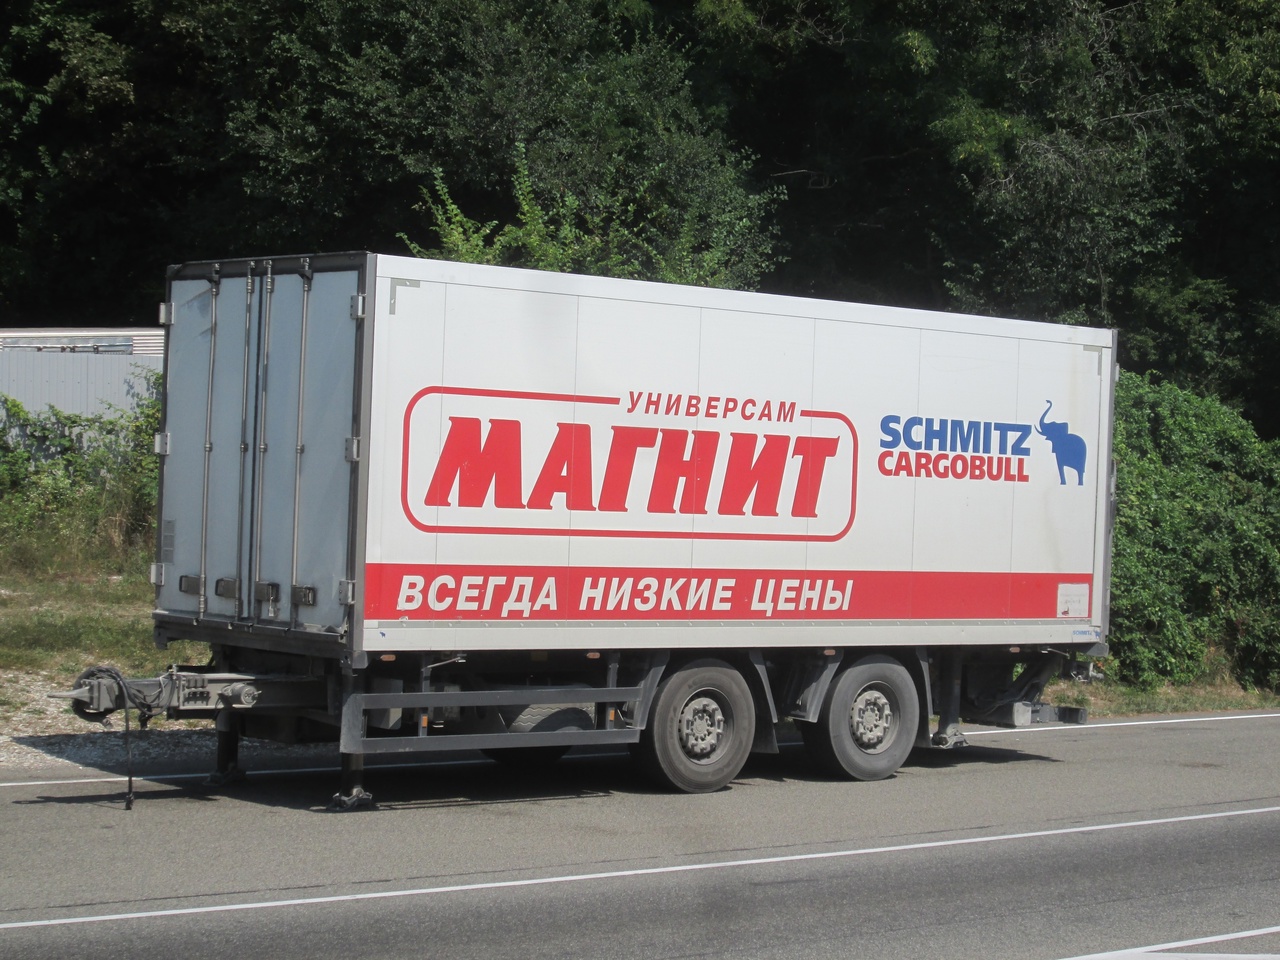 УНИВЕРСАМ
МАГНИТ
SCHMITZ
CARGOBULL
ВСЕГДА НИЗКИЕ ЦЕНЫ